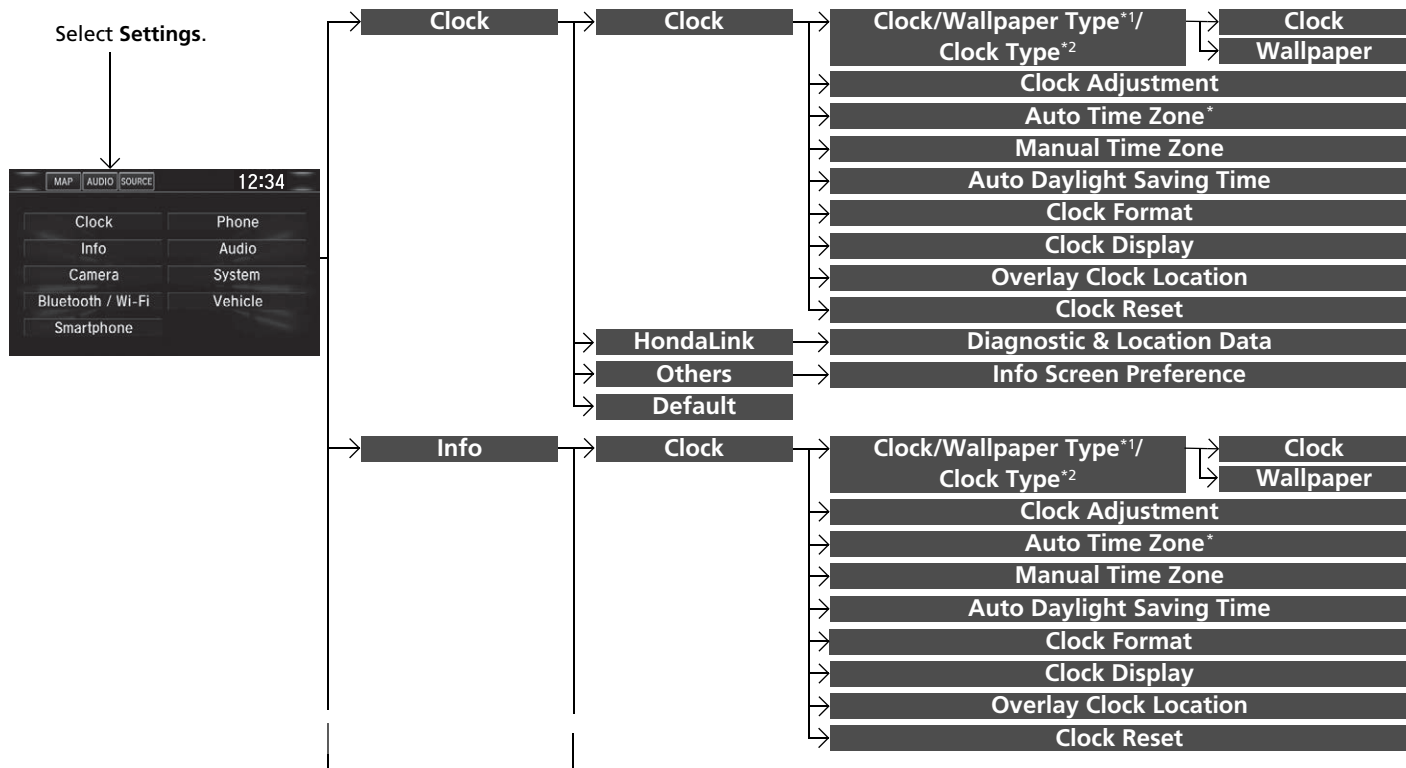 Select Settings.
MAP AUDIO SOURCE 12:34
Clock Phone
Info Audio
Camera System
Bluetooth / Wi-Fi Vehicle
Smartphone
Clock
Clock
Clock/Wallpaper Type*1/
Clock Type*2
Clock
Wallpaper
Clock Adjustment
Auto Time Zone*
Manual Time Zone
Auto Daylight Saving Time
Clock Format
Clock Display
Overlay Clock Location
Clock Reset
HondaLink
Diagnostic & Location Data
Others
Info Screen Preference
Default
Info
Clock
Clock/Wallpaper Type*1/
Clock Type*2
Clock
Wallpaper
Clock Adjustment
Auto Time Zone*
Manual Time Zone
Auto Daylight Saving Time
Clock Format
Clock Display
Overlay Clock Location
Clock Reset